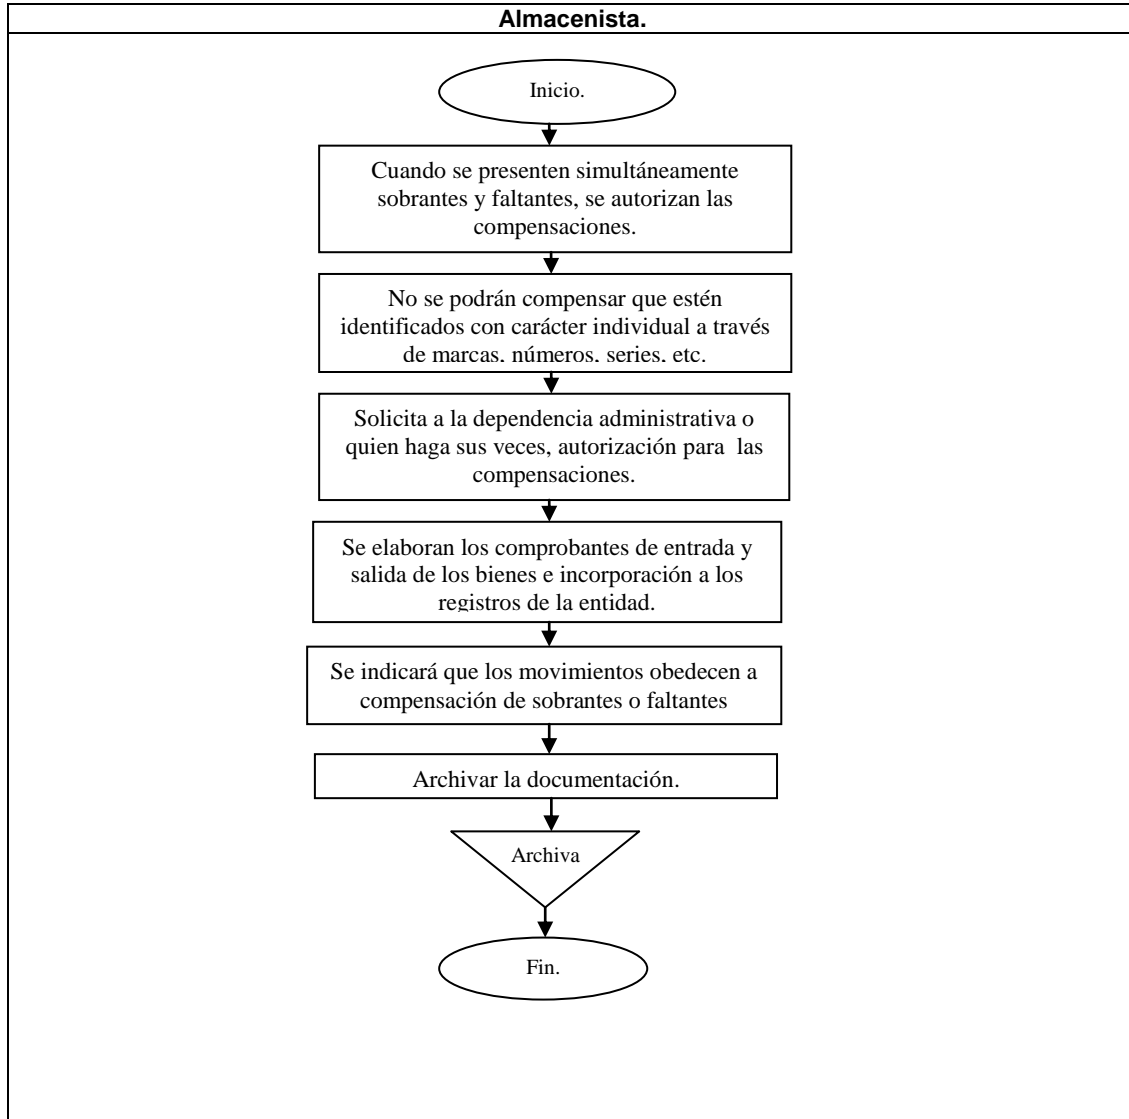 Almacenista.
Inicio.
Cuando se presenten simultáneamente
sobrantes y faltantes, se autorizan las
compensaciones.
No se podrán compensar que estén
identificados con carácter individual a través
de marcas, números, series, etc.
Solicita a la dependencia administrativa o
quien haga sus veces, autorización para las
compensaciones.
Se elaboran los comprobantes de entrada y
salida de los bienes e incorporación a los
registros de la entidad.
Se indicará que los movimientos obedecen a
compensación de sobrantes o faltantes
Archivar la documentación.
Archiva
Fin.